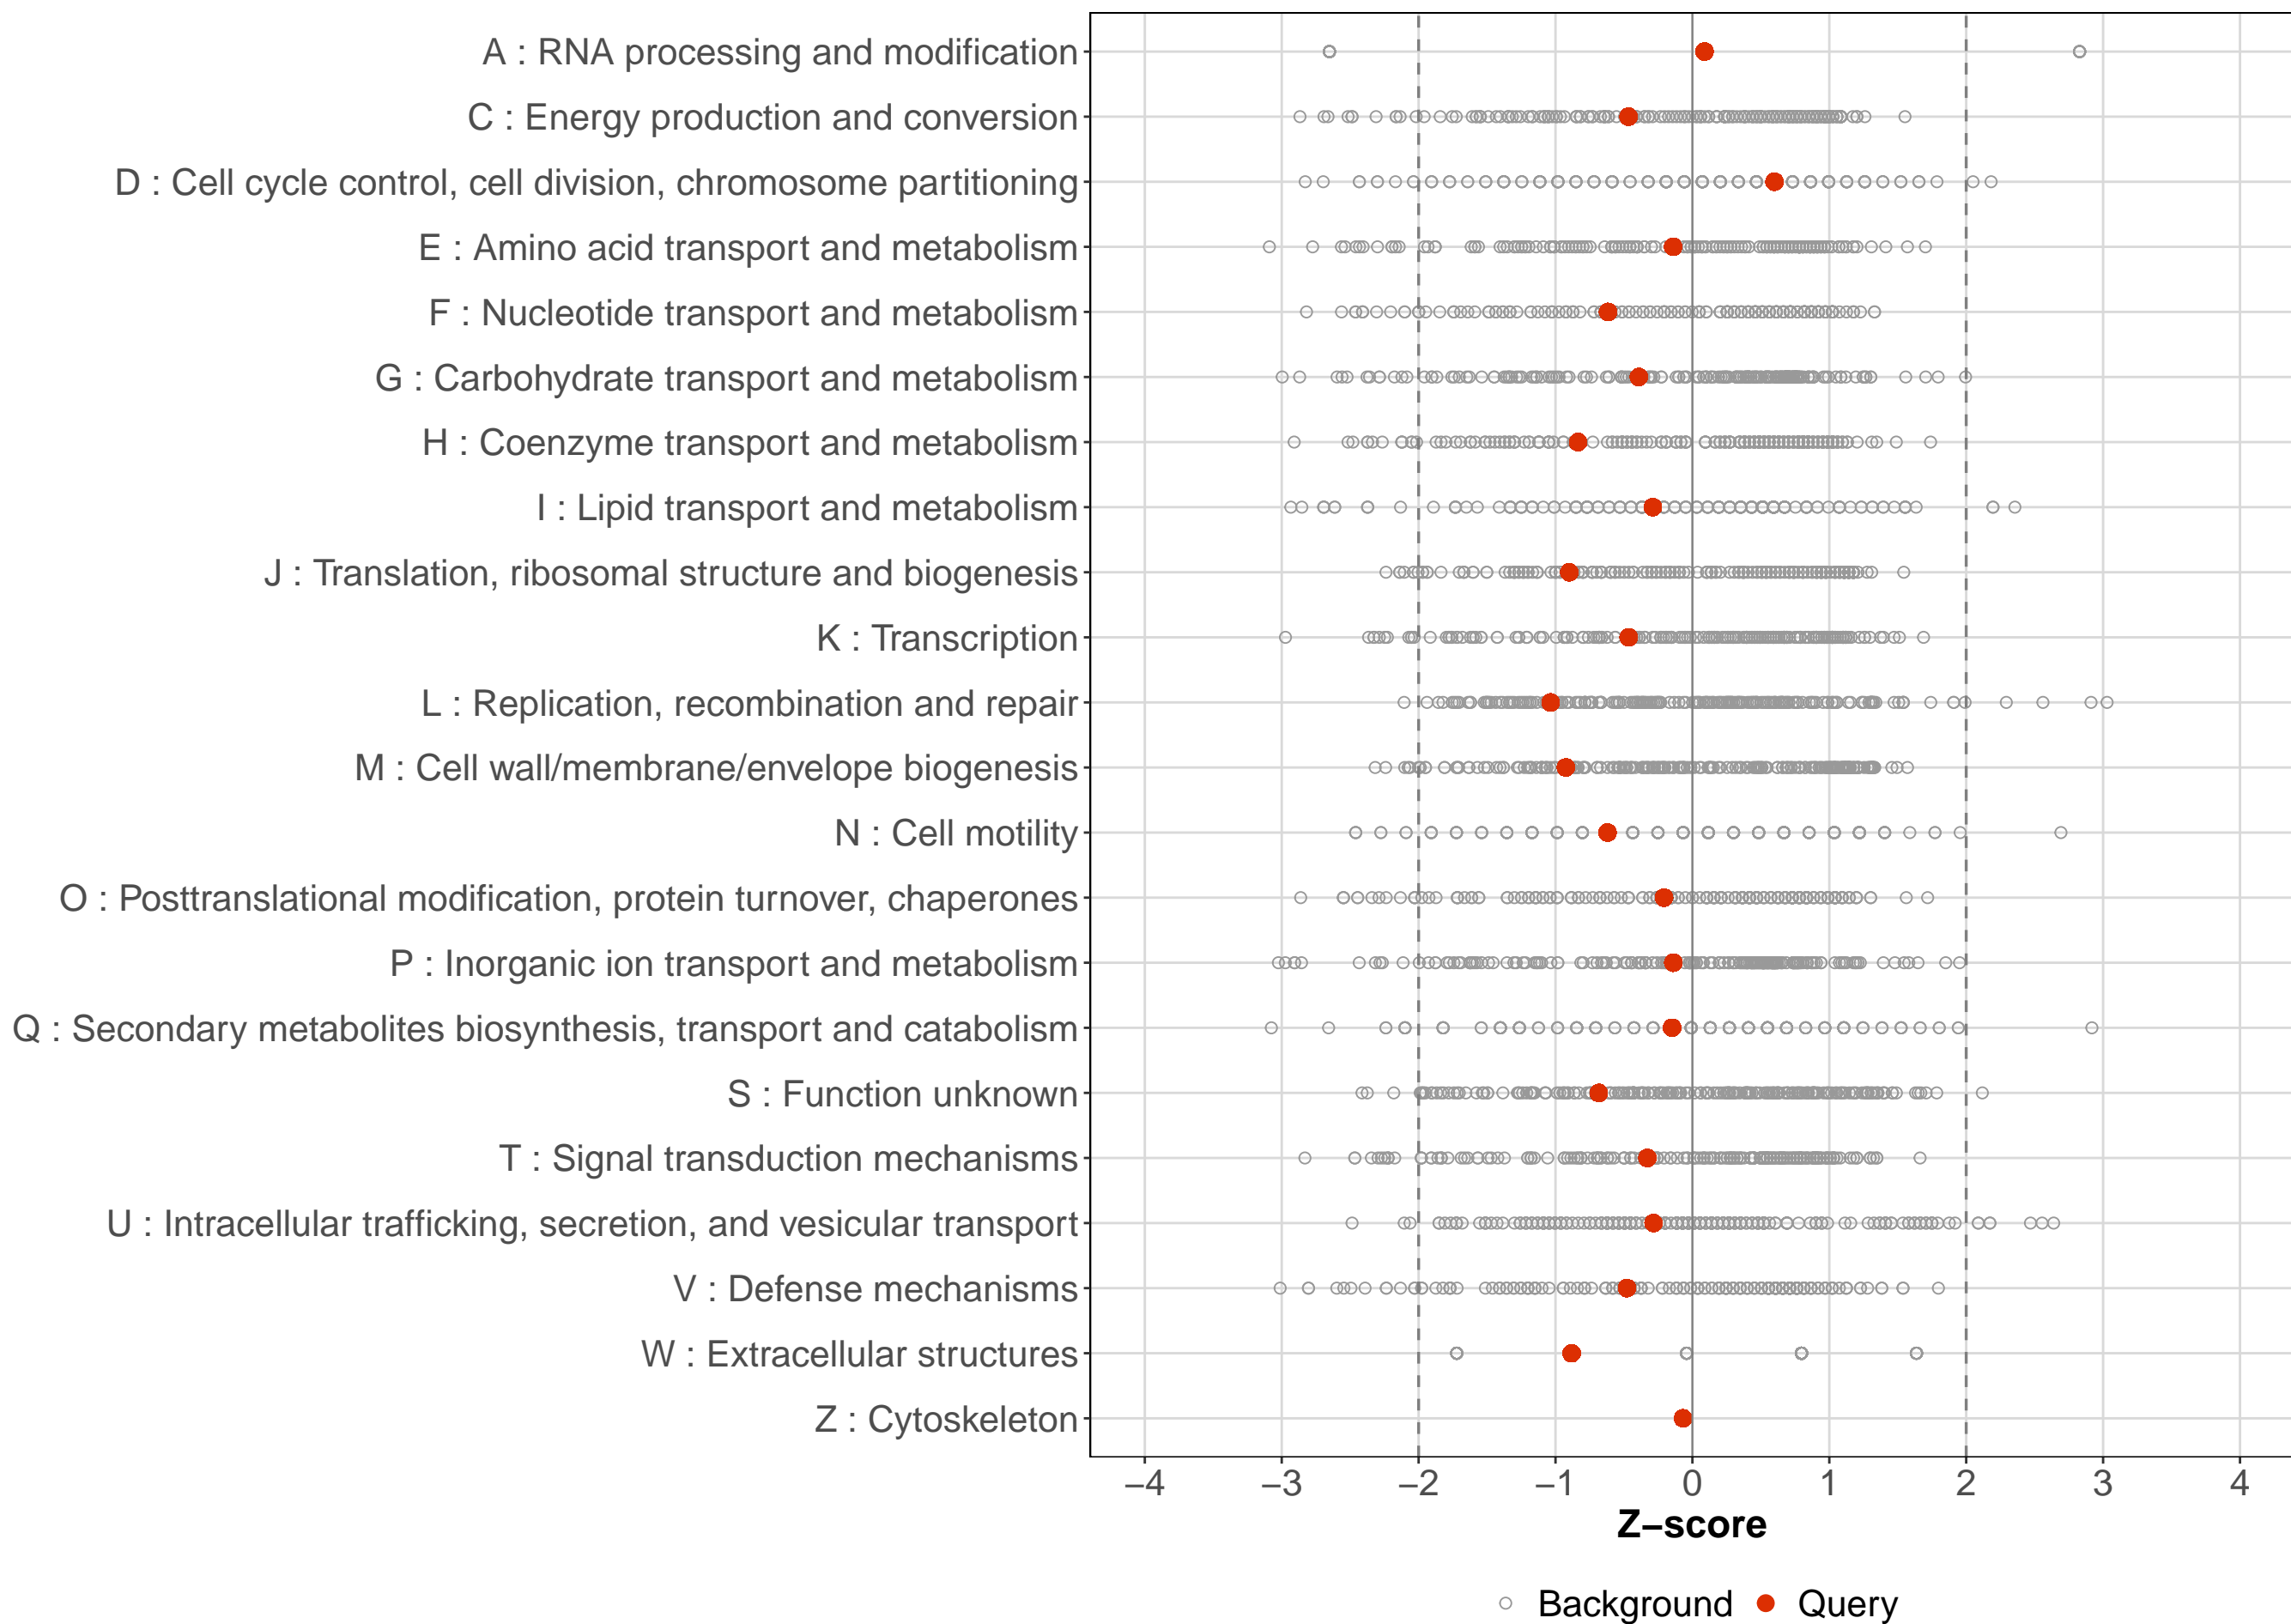 A : RNA processing and modification
C : Energy production and conversion
D : Cell cycle control, cell division, chromosome partitioning
E : Amino acid transport and metabolism
F : Nucleotide transport and metabolism
G : Carbohydrate transport and metabolism
H : Coenzyme transport and metabolism
I : Lipid transport and metabolism
J : Translation, ribosomal structure and biogenesis
K : Transcription
L : Replication, recombination and repair
M : Cell wall/membrane/envelope biogenesis
N : Cell motility
O : Posttranslational modification, protein turnover, chaperones
P : Inorganic ion transport and metabolism
Q : Secondary metabolites biosynthesis, transport and catabolism
S : Function unknown
T : Signal transduction mechanisms
U : Intracellular trafficking, secretion, and vesicular transport
V : Defense mechanisms
W : Extracellular structures
Z : Cytoskeleton
−4 −3 −2 −1 0 1 2 3 4
Z−score
Background Query